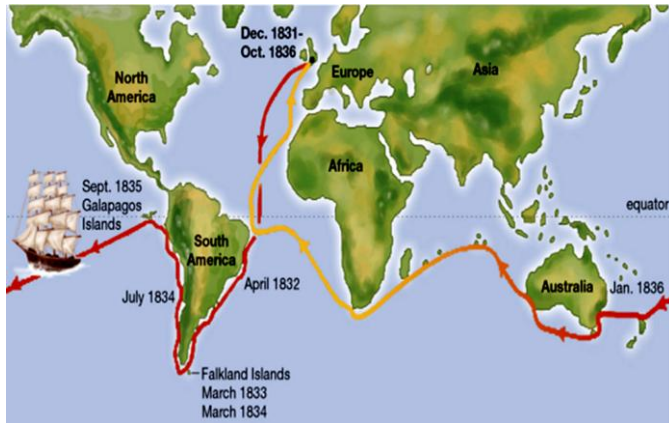 Dec. 1831-
Oct. 1836
North
America
Europe
Asia
Africa
Sept. 1835
Galapagos
Islands
equator
South
America
July 1834
April 1832
Australia
Jan. 1836
Falkland Islands
March 1833
March 1834